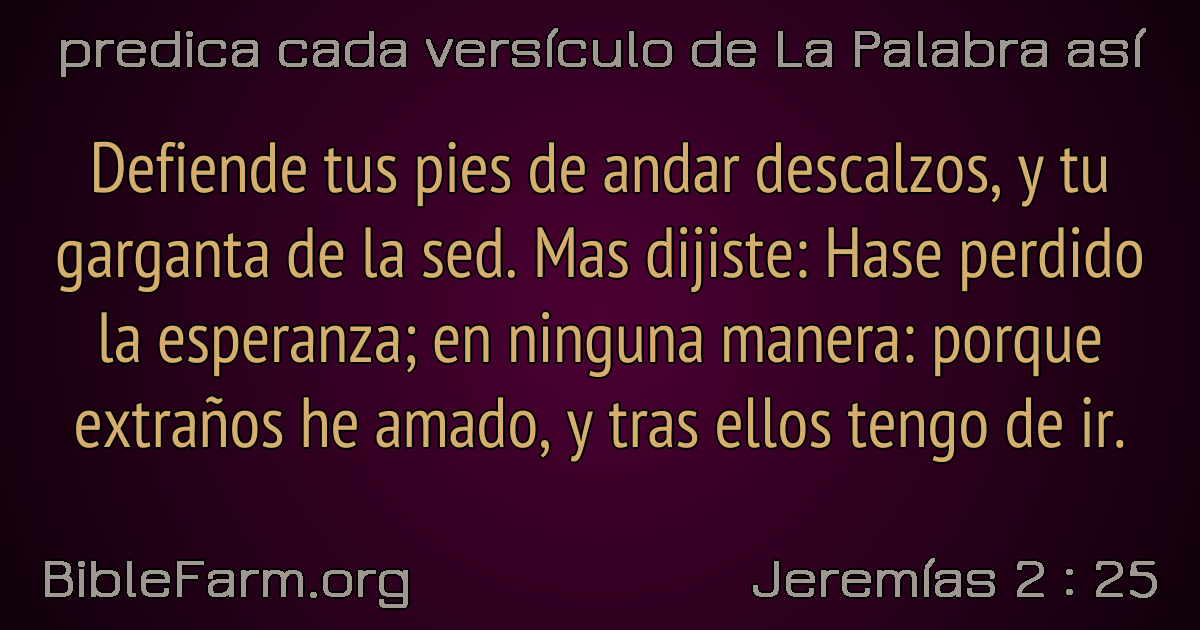 predica cada versículo de La Palabra así
Defiende tus pies de andar descalzos, y tu
garganta de la sed. Mas dijiste: Hase perdido
la esperanza; en ninguna manera: porque
extraños he amado, y tras ellos tengo de ir.
BibleFarm.org
Jeremías 2 : 25